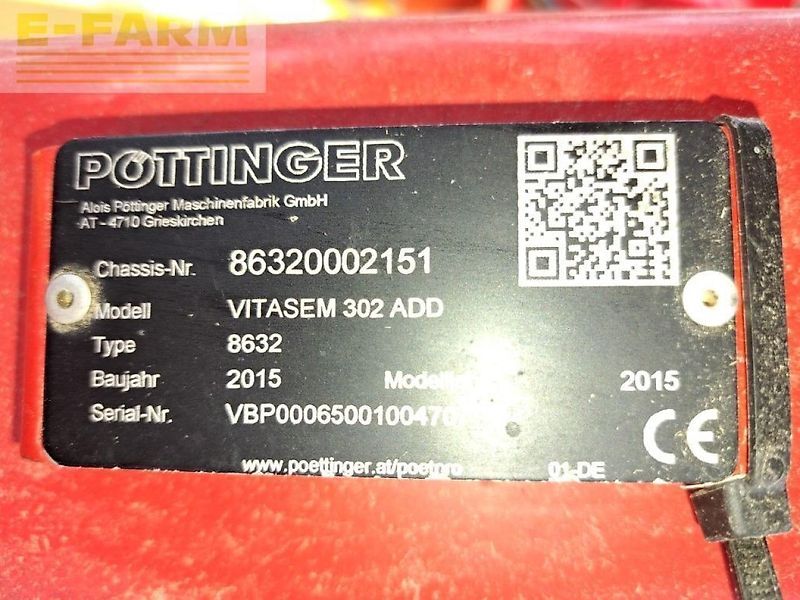 E-FARM
PÖTTINGER
Alois Pöttinger Maschinenfabrik GmbH
AT - 4710 Grieskirchen
Chassis-Nr. 86320002151
Modell VITASEM 302 ADD
Type 8632
Baujahr 2015 2015
Serial-Nr.
CE
www.poettinger.at/poetpro 01-DE